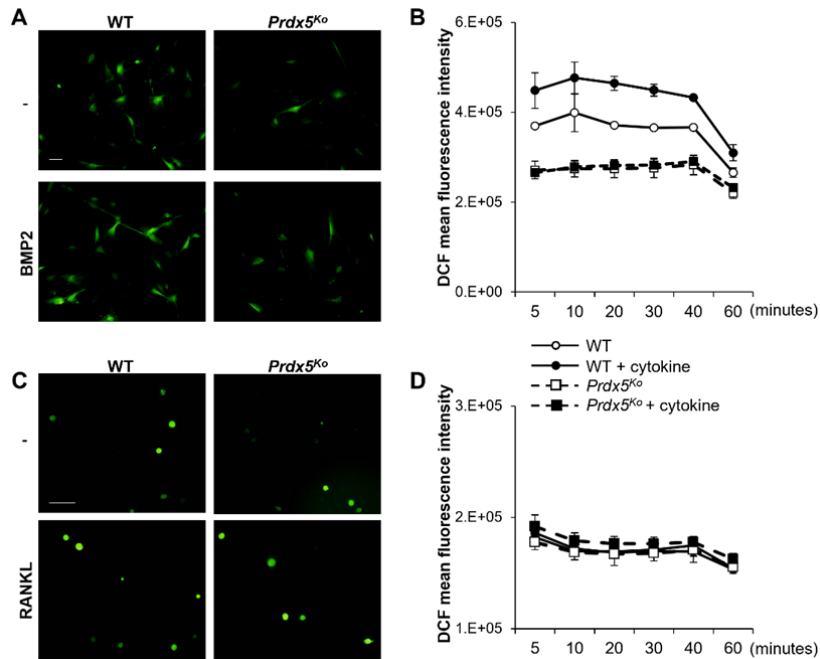 A
WT
Prdx5Ko
-
BMP2
B
DCF mean fluorescence intensity
6.E+05
4.E+05
2.E+05
0.E+00
5 10 20 30 40 60 (minutes)
WT
WT + cytokine
Prdx5Ko
Prdx5Ko + cytokine
C
WT
Prdx5Ko
-
RANKL
D
DCF mean fluorescence intensity
3.E+05
2.E+05
1.E+05
5 10 20 30 40 60 (minutes)